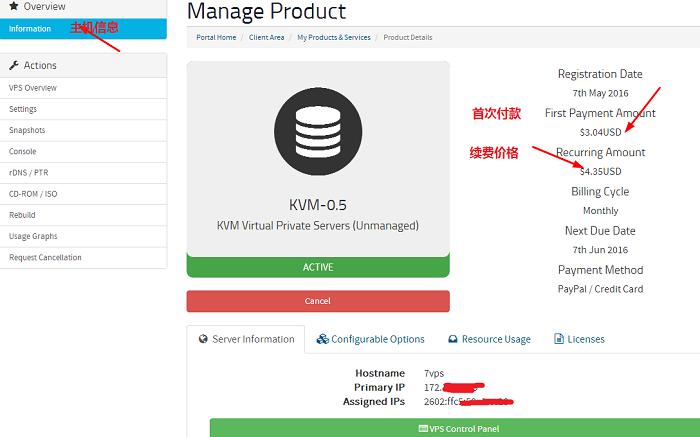 Overview
Information
主机信息
Actions
VPS Overview
Settings
Snapshots
Console
rDNS / PTR
CD-ROM / ISO
Rebuild
Usage Graphs
Request Cancellation
Manage Product
Portal Home / Client Area / My Products & Services / Product Details
KVM-0.5
KVM Virtual Private Servers (Unmanaged)
ACTIVE
Cancel
Registration Date
7th May 2016
首次付款
First Payment Amount
$3.04USD
续费价格
Recurring Amount
$4.35USD
Billing Cycle
Monthly
Next Due Date
7th Jun 2016
Payment Method
PayPal / Credit Card
Server Information
Configurable Options
Resource Usage
Licenses
Hostname 7vps
Primary IP 172.
Assigned IPs 2602:ffc5:
VPS Control Panel